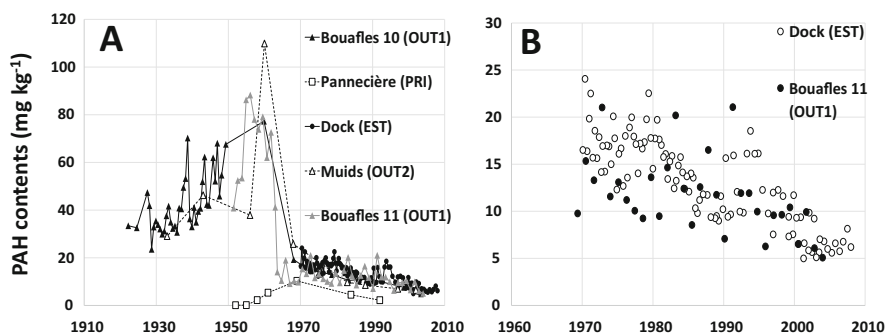 PAH contents (mg kg⁻¹)
120
100
80
60
40
20
0
1910
1930
1950
1970
1990
2010
A
Bouafles 10 (OUT1)
Pannecière (PRI)
Dock (EST)
Muids (OUT2)
Bouafles 11 (OUT1)
30
25
20
15
10
5
0
1960
1970
1980
1990
2000
2010
B
Dock (EST)
Bouafles 11
(OUT1)